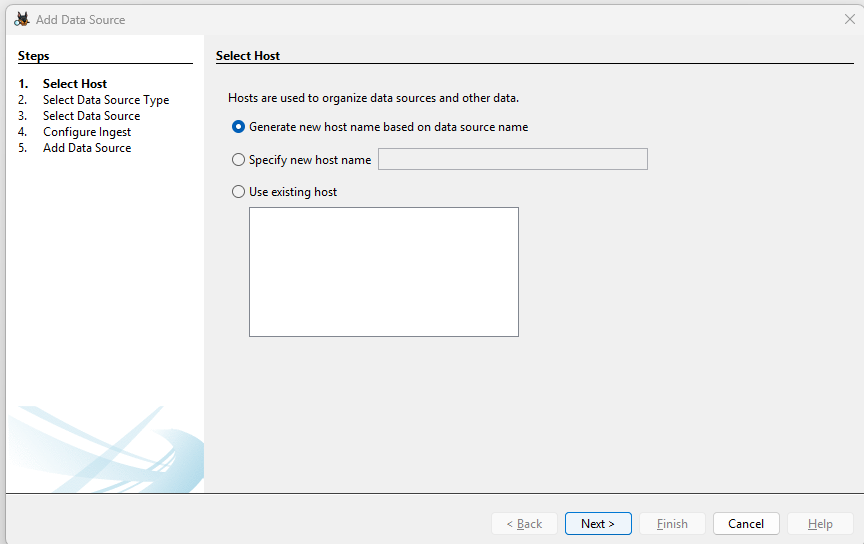 Add Data Source
Steps
1. Select Host
2. Select Data Source Type
3. Select Data Source
4. Configure Ingest
5. Add Data Source
Select Host
Hosts are used to organize data sources and other data.
Generate new host name based on data source name
Specify new host name
Use existing host
< Back Next > Finish Cancel Help